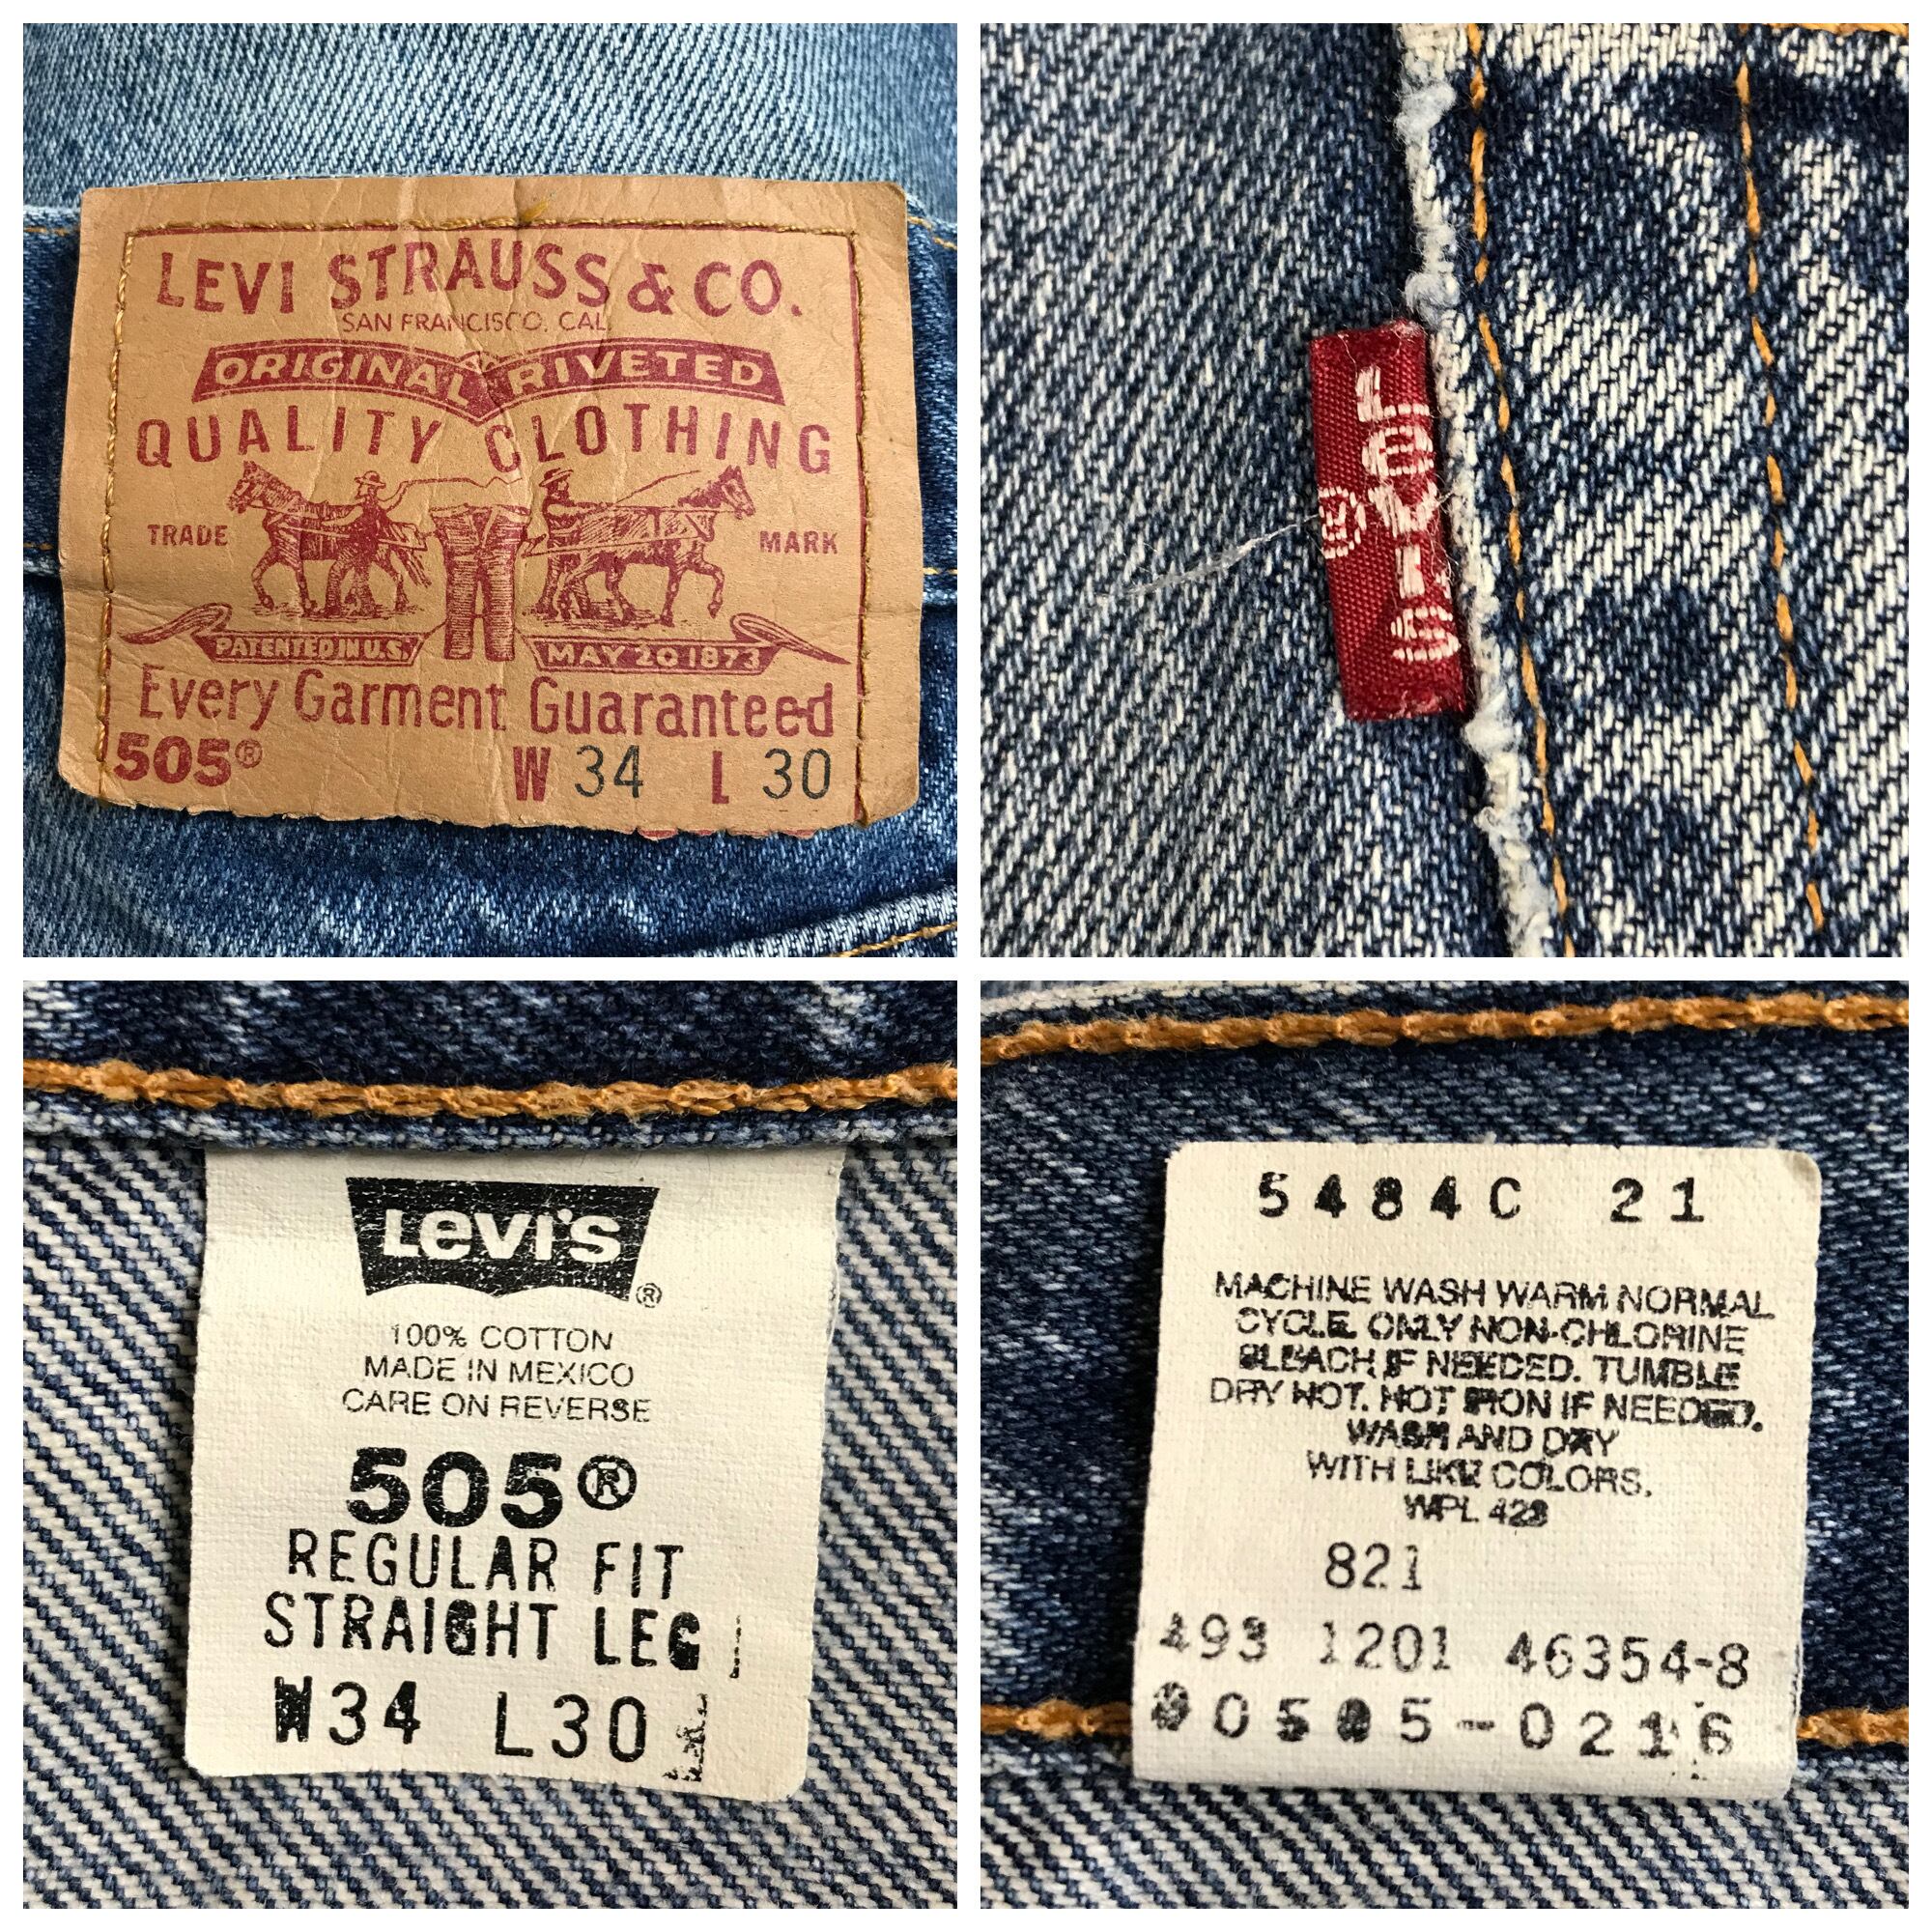 LEVI STRAUSS & CO.
SAN FRANCISCO, CAL.
ORIGINAL RIVETED
QUALITY CLOTHING
TRADE MARK
PATENTED IN U.S. MAY 20 1873
Every Garment Guaranteed
505® W 34 L 30
LEVI'S
®
Levi's
®
100% COTTON
MADE IN MEXICO
CARE ON REVERSE
505®
REGULAR FIT
STRAIGHT LEG
W34 L30
5484C 21
MACHINE WASH WARM NORMAL
CYCLE. ONLY NON-CHLORINE
BLEACH IF NEEDED. TUMBLE
DRY HOT. HOT IRON IF NEEDED.
WASH AND DRY
WITH LIKE COLORS.
WPL 423
821
493 1201 46354-8
00505-0216